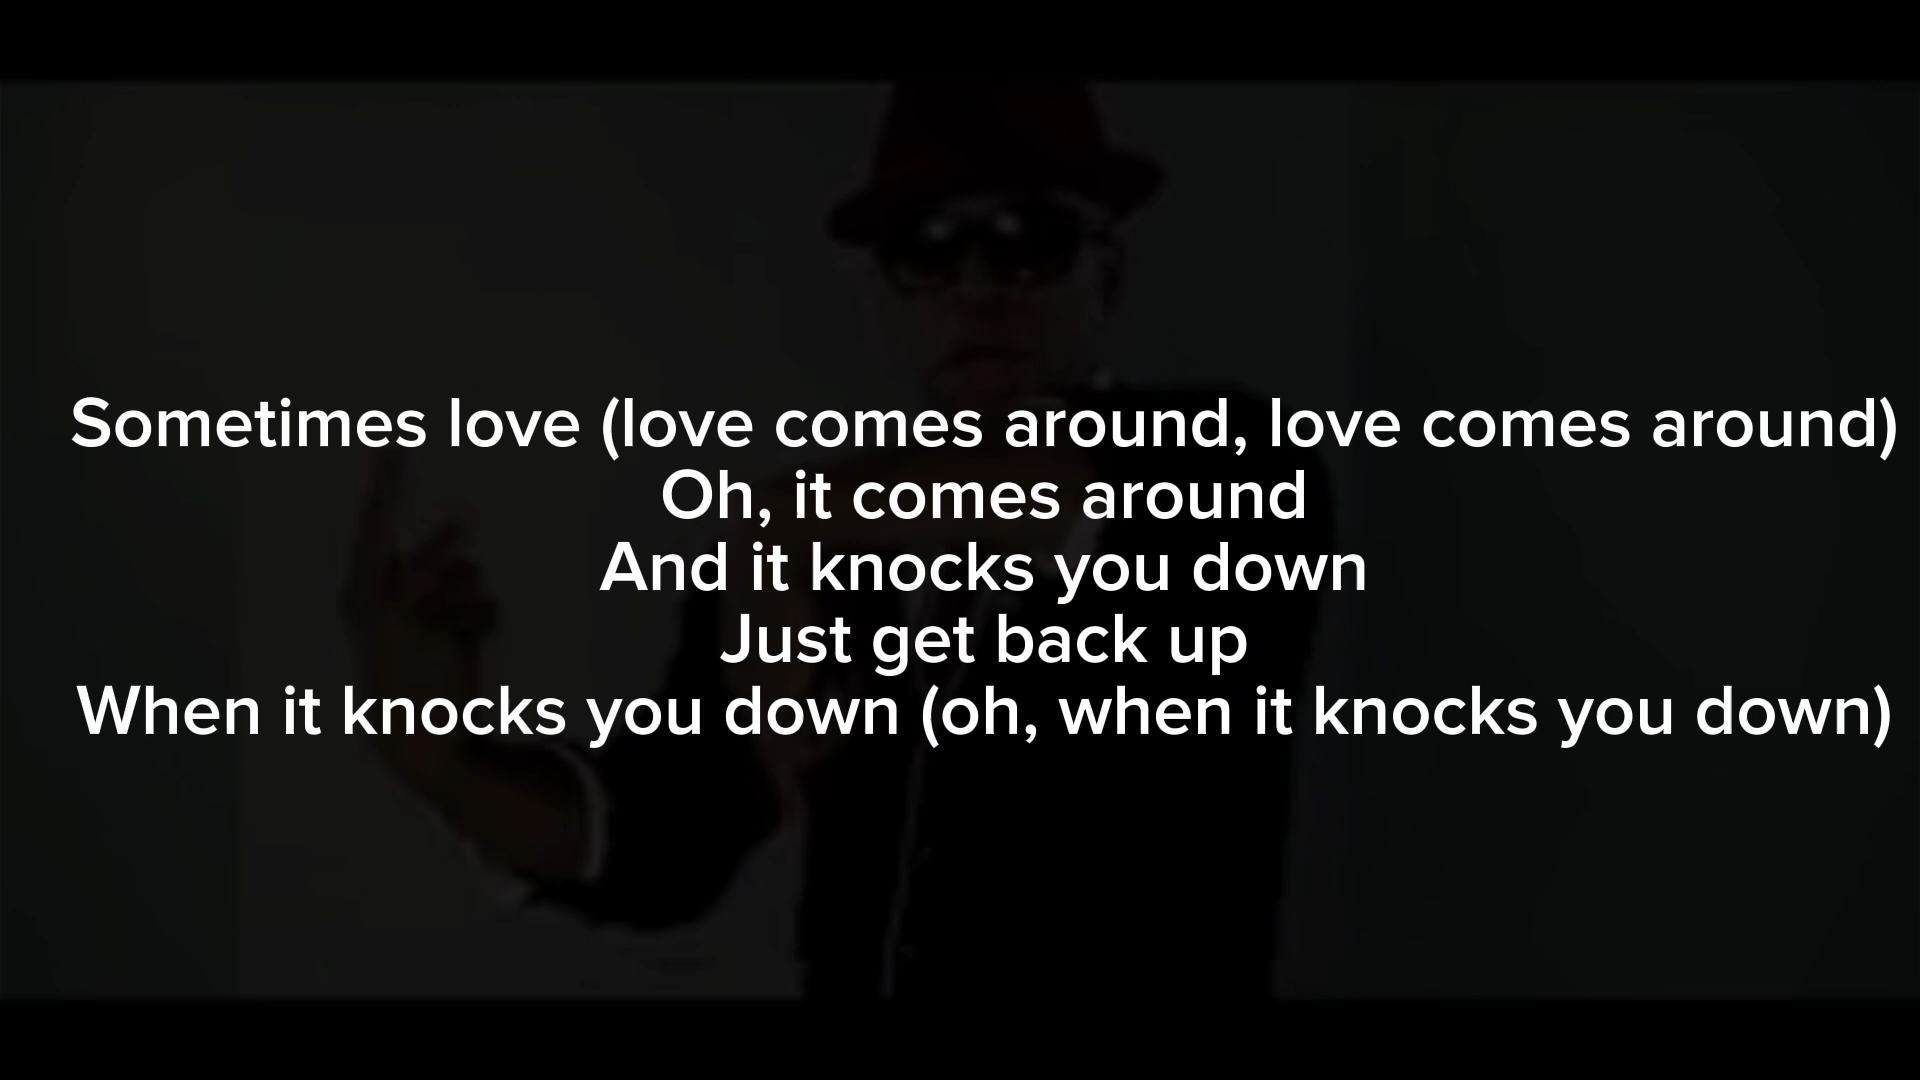 Sometimes love (love comes around, love comes around)
Oh, it comes around
And it knocks you down
Just get back up
When it knocks you down (oh, when it knocks you down)